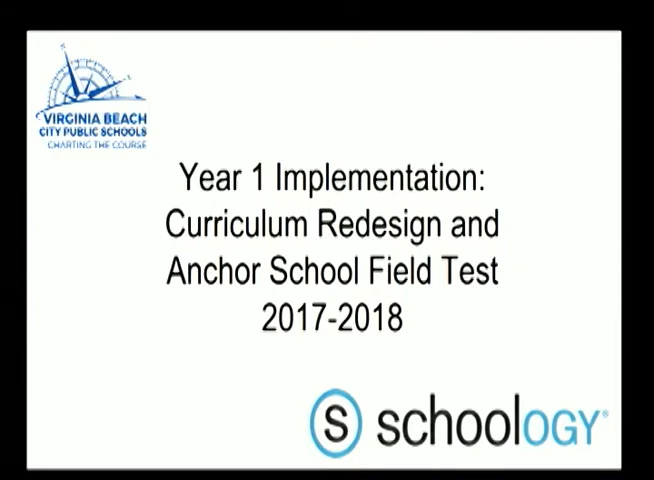 VIRGINIA BEACH
CITY PUBLIC SCHOOLS
CHARTING THE COURSE
Year 1 Implementation:
Curriculum Redesign and
Anchor School Field Test
2017-2018
S schoology®